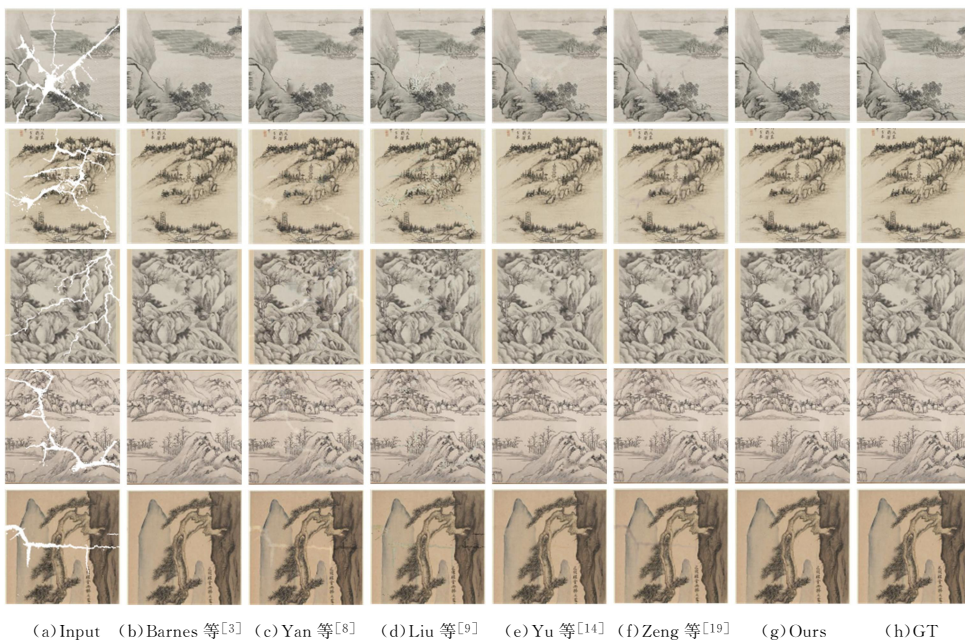 (a)Input (b)Barnes 等[3] (c)Yan 等[8] (d)Liu 等[9] (e)Yu 等[14] (f)Zeng 等[19] (g)Ours (h)GT